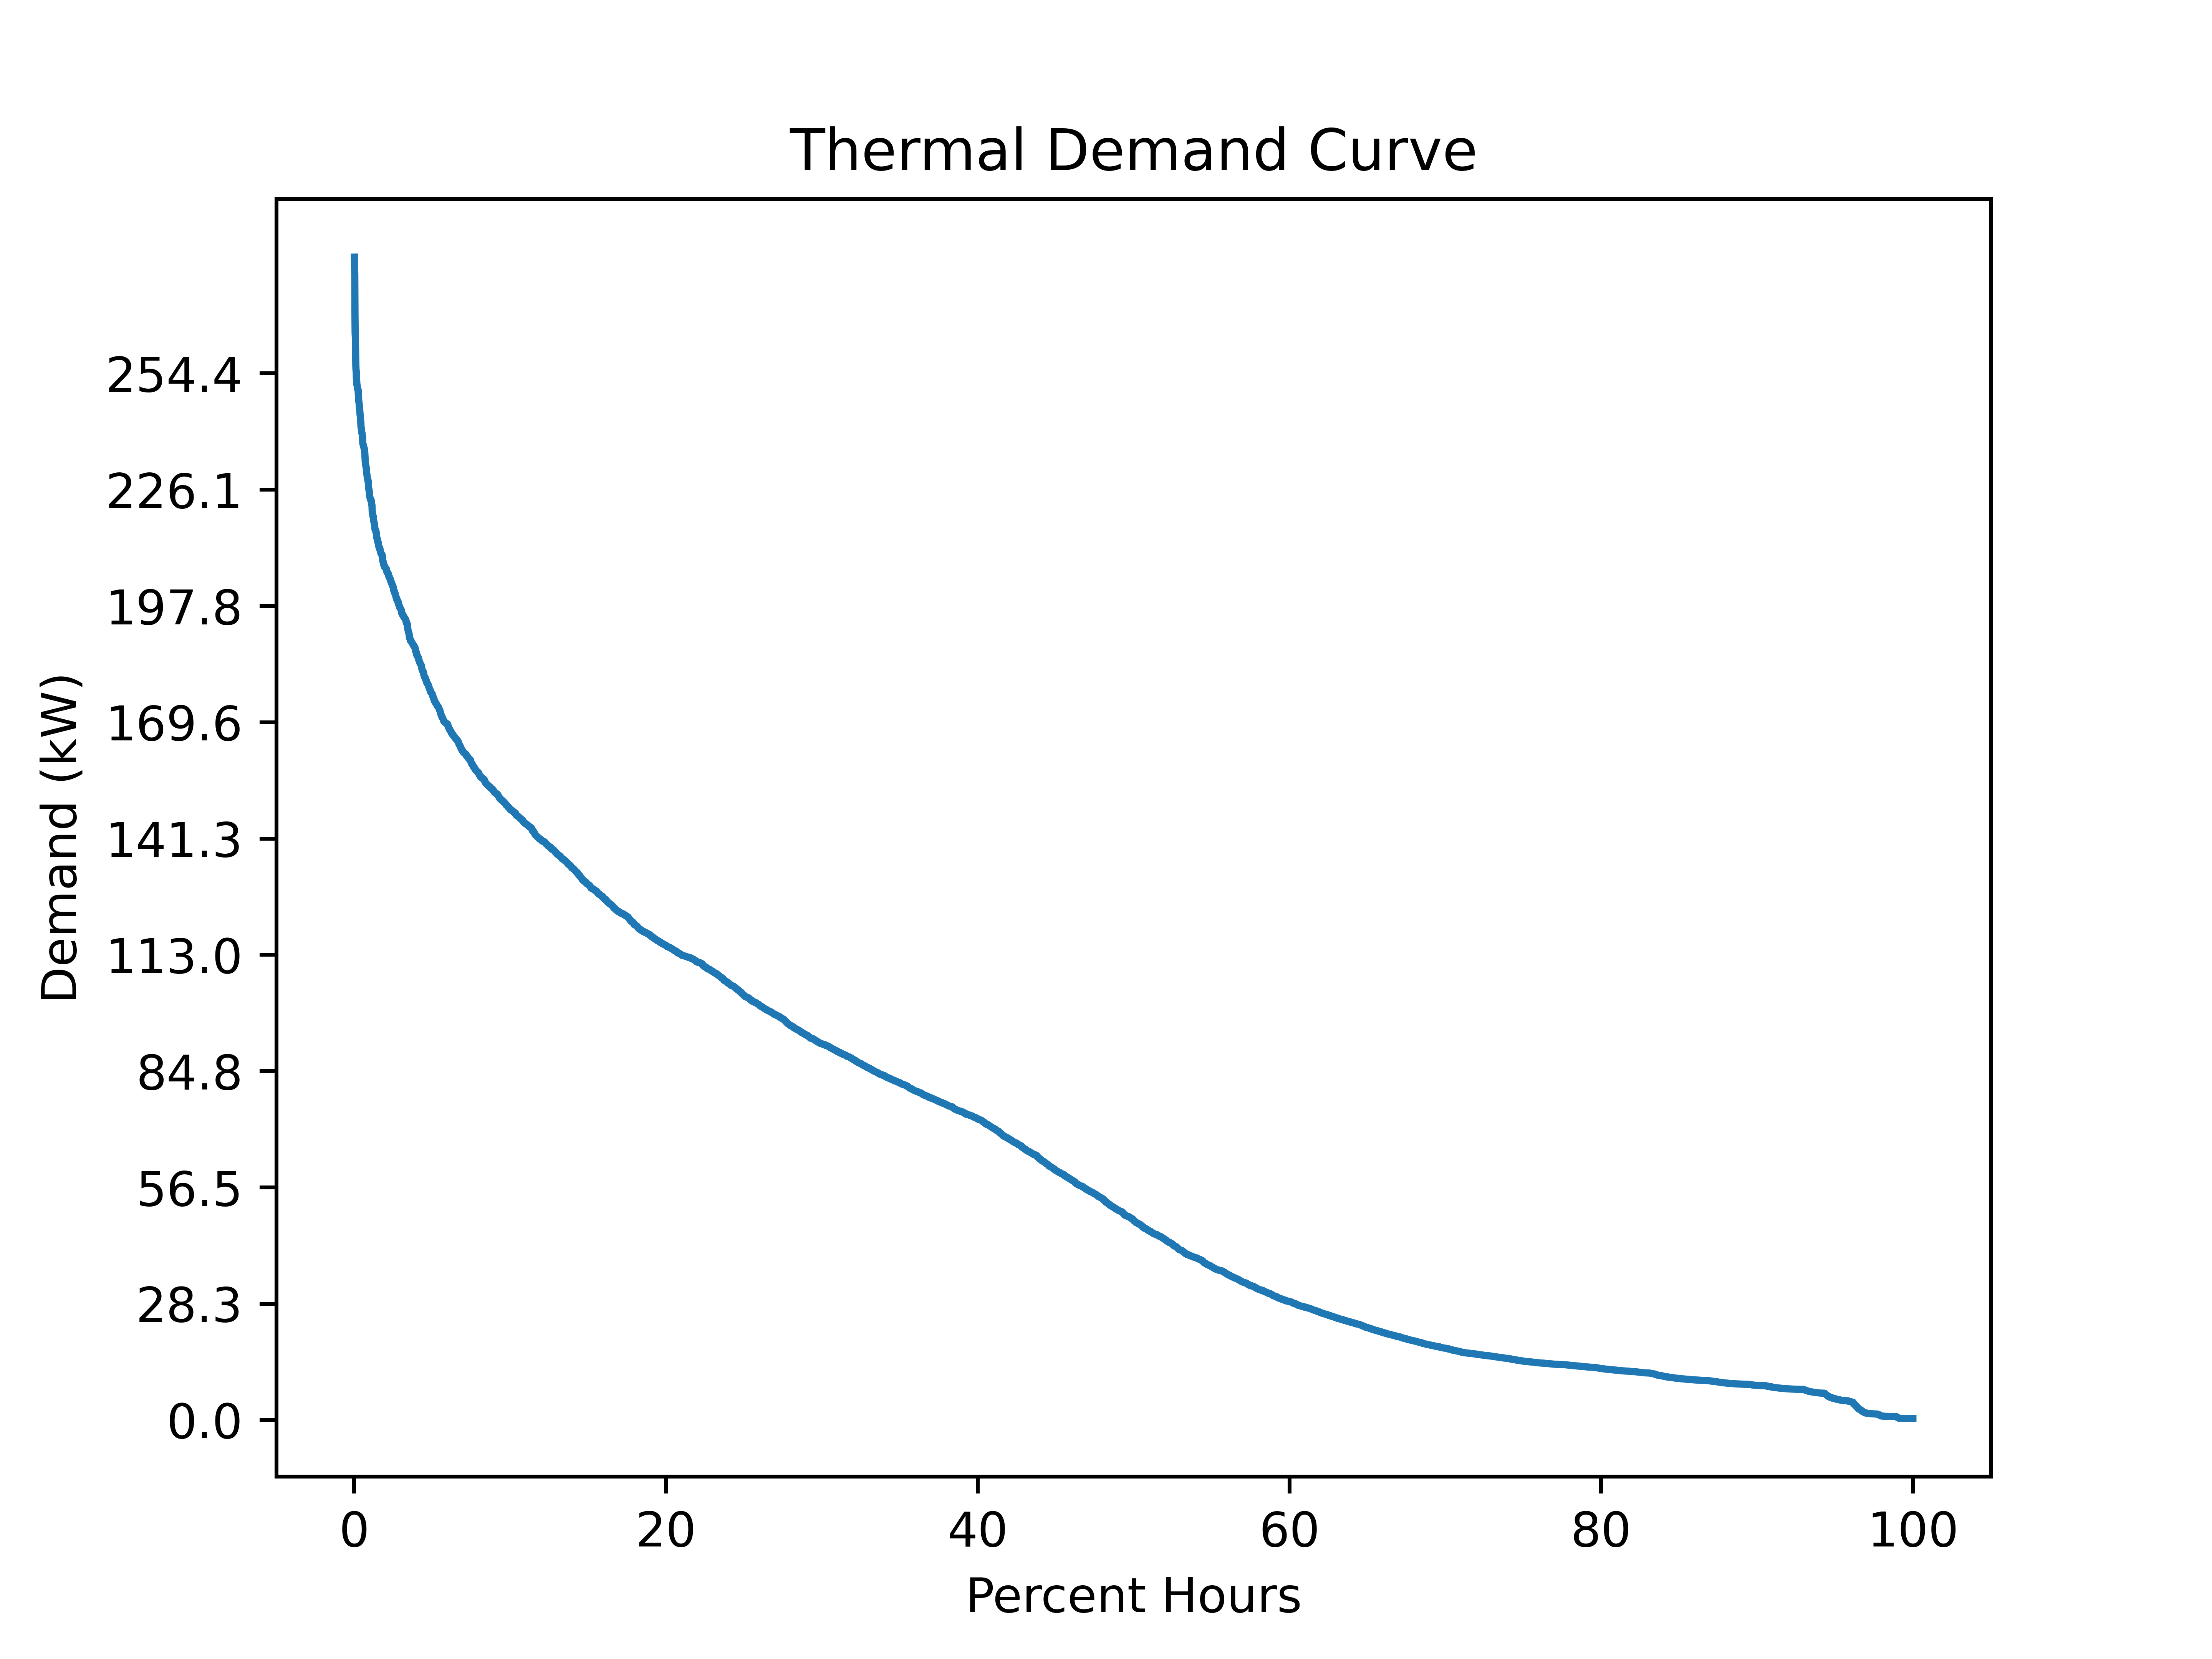 Thermal Demand Curve
254.4
226.1
197.8
169.6
141.3
113.0
84.8
56.5
28.3
0.0
Demand (kW)
0 20 40 60 80 100
Percent Hours